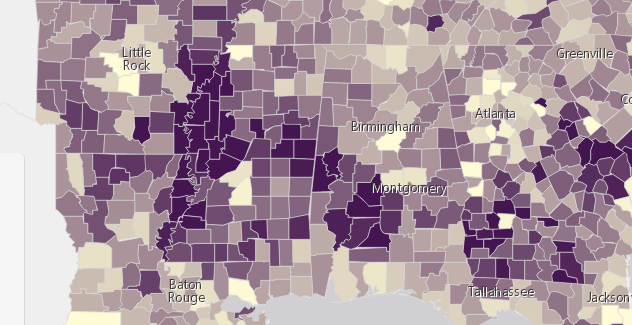 Little
Rock
Greenville
Atlanta
Birmingham
Montgomery
Baton
Rouge
Tallahassee
Jackson